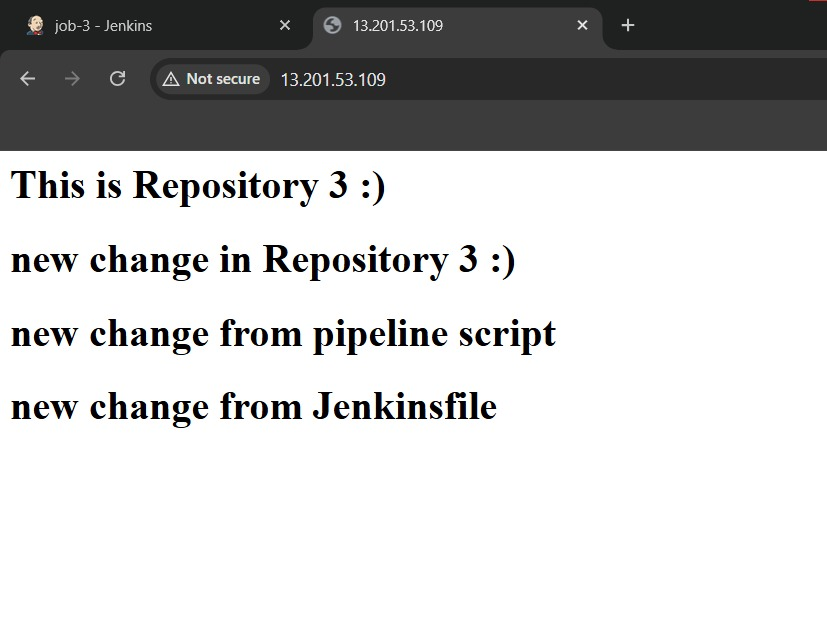 job-3 - Jenkins
13.201.53.109
Not secure
13.201.53.109
This is Repository 3 :)
new change in Repository 3 :)
new change from pipeline script
new change from Jenkinsfile